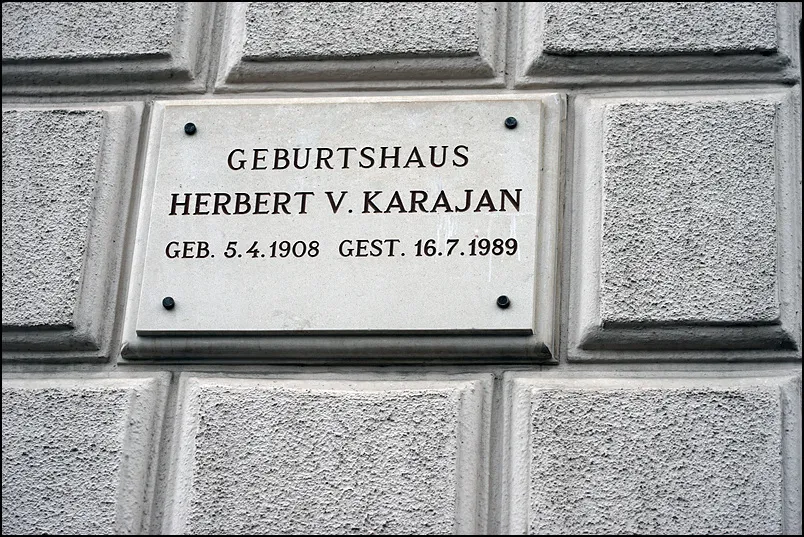 GEBURTSHAUS
HERBERT V. KARAJAN
GEB. 5.4.1908 GEST. 16.7.1989